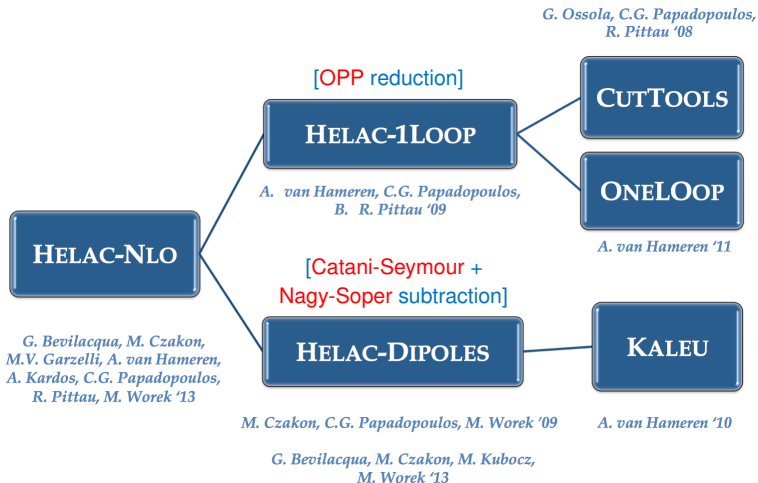 G. Ossola, C.G. Papadopoulos,
R. Pittau ‘08
[OPP reduction]
CUTTOOLS
HELAC-1LOOP
A. van Hameren, C.G. Papadopoulos,
B. R. Pittau ‘09
ONELOOP
A. van Hameren ‘11
HELAC-NLO
[Catani-Seymour +
Nagy-Soper subtraction]
G. Bevilacqua, M. Czakon,
M.V. Garzelli, A. van Hameren,
A. Kardos, C.G. Papadopoulos,
R. Pittau, M. Worek ‘13
HELAC-DIPOLES
KALEU
M. Czakon, C.G. Papadopoulos, M. Worek ’09
A. van Hameren ‘10
G. Bevilacqua, M. Czakon, M. Kubocz,
M. Worek ‘13